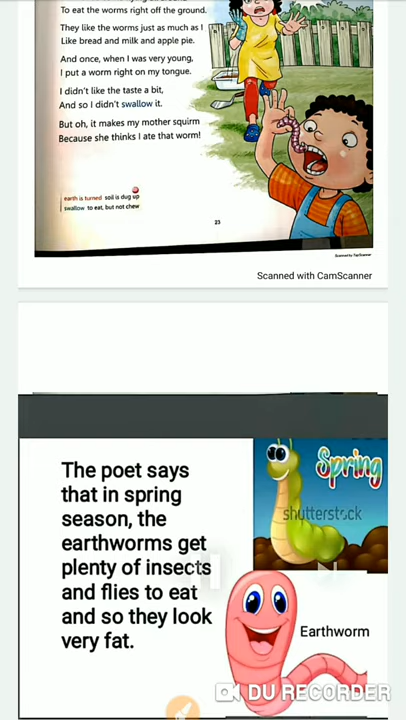 To eat the worms right off the ground.
They like the worms just as much as I
Like bread and milk and apple pie.
And once, when I was very young,
I put a worm right on my tongue.
I didn't like the taste a bit,
And so I didn't swallow it.
But oh, it makes my mother squirm
Because she thinks I ate that worm!
earth is turned soil is dug up
swallow to eat, but not chew
23
Scanned by TapScanner
Scanned with CamScanner
The poet says
that in spring
season, the
earthworms get
plenty of insects
and flies to eat
and so they look
very fat.
Spring
shutterstock
Earthworm
DU RECORDER